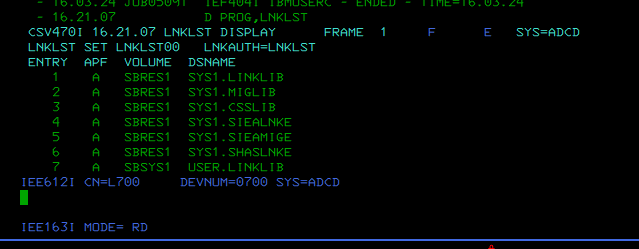 - 16.03.24 JOB05091  IEF404I IBMUSERC - ENDED - TIME=16.03.24
- 16.21.07           D PROG,LNKLST
CSV470I 16.21.07 LNKLST DISPLAY       FRAME  1     F      E   SYS=ADCD
LNKLST SET LNKLST00   LNKAUTH=LNKLST
ENTRY  APF  VOLUME  DSNAME
1    A   SBRES1  SYS1.LINKLIB
2    A   SBRES1  SYS1.MIGLIB
3    A   SBRES1  SYS1.CSSLIB
4    A   SBRES1  SYS1.SIEALNKE
5    A   SBRES1  SYS1.SIEAMIGE
6    A   SBRES1  SYS1.SHASLNKE
7    A   SBSYS1  USER.LINKLIB
IEE612I CN=L700     DEVNUM=0700 SYS=ADCD
IEE163I MODE= RD